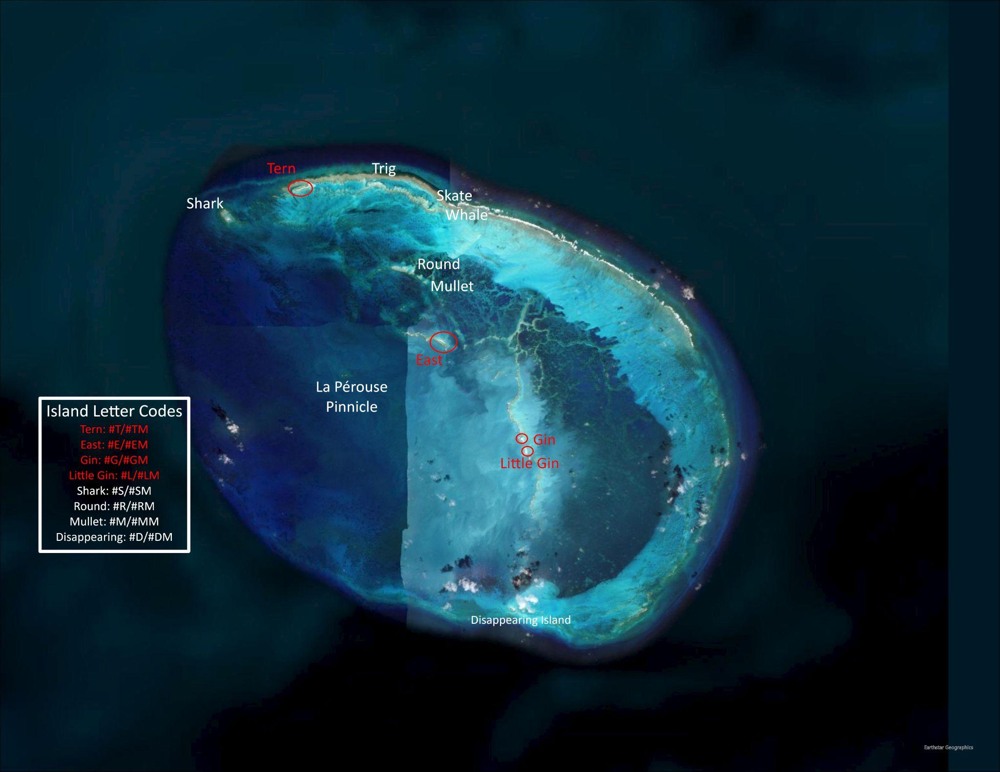 Tern
Trig
Skate
Shark
Whale
Round
Mullet
East
La Pérouse
Pinnicle
Island Letter Codes
Tern: #T/#TM
East: #E/#EM
Gin: #G/#GM
Little Gin: #L/#LM
Shark: #S/#SM
Round: #R/#RM
Mullet: #M/#MM
Disappearing: #D/#DM
Gin
Little Gin
Disappearing Island
Earthstar Geographics